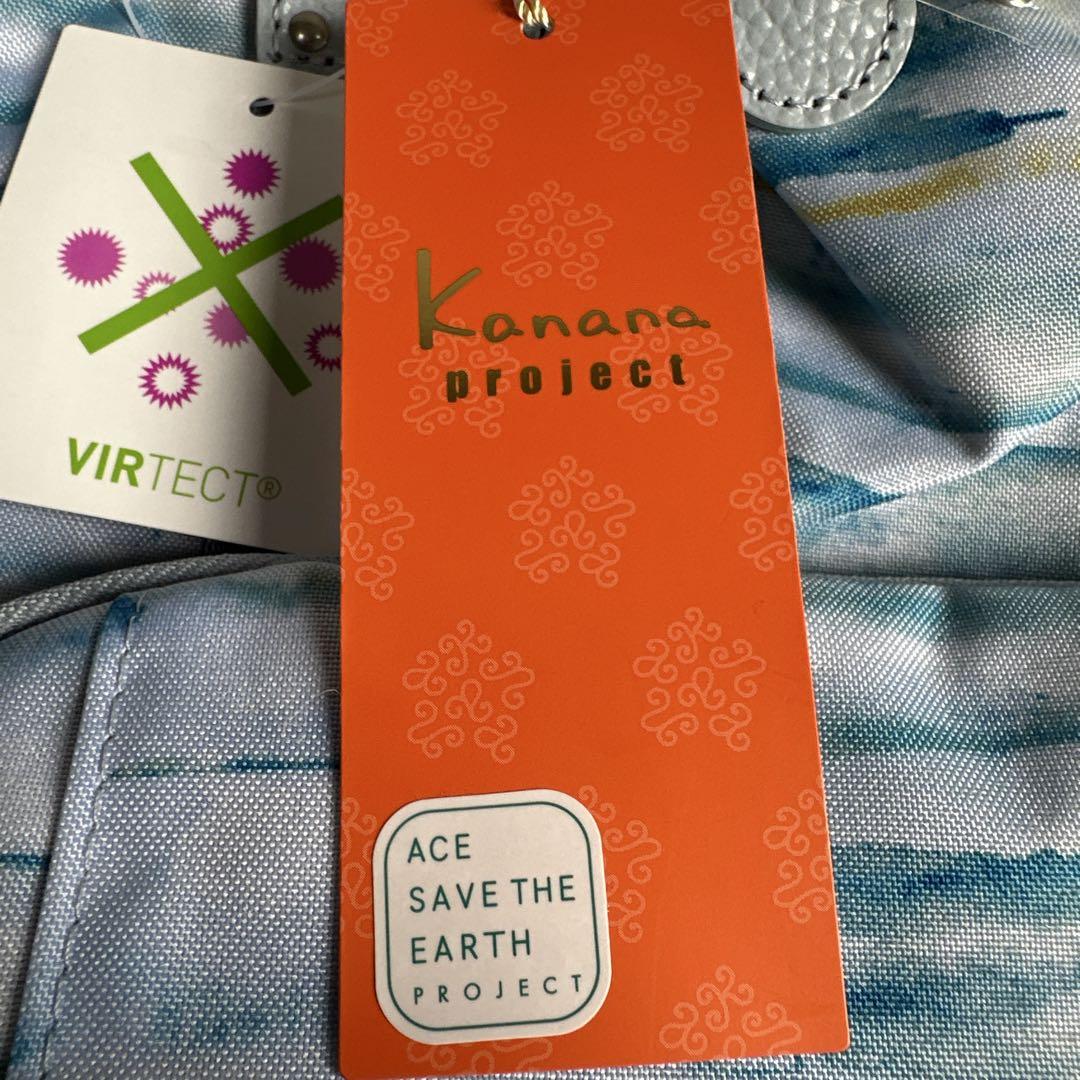 VIRTECT®
Kanana
project
ACE
SAVE THE
EARTH
PROJECT